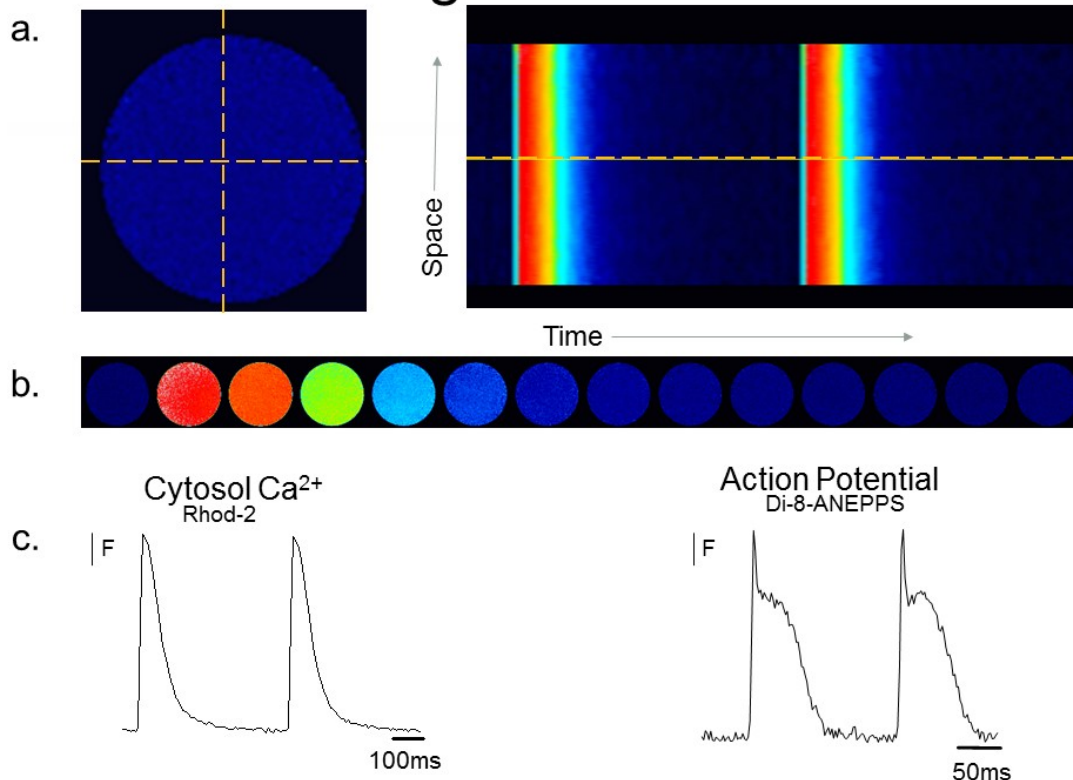 a.
Space
Time
b.
Cytosol Ca²⁺
Rhod-2
Action Potential
Di-8-ANEPPS
c.
F
F
100ms
50ms